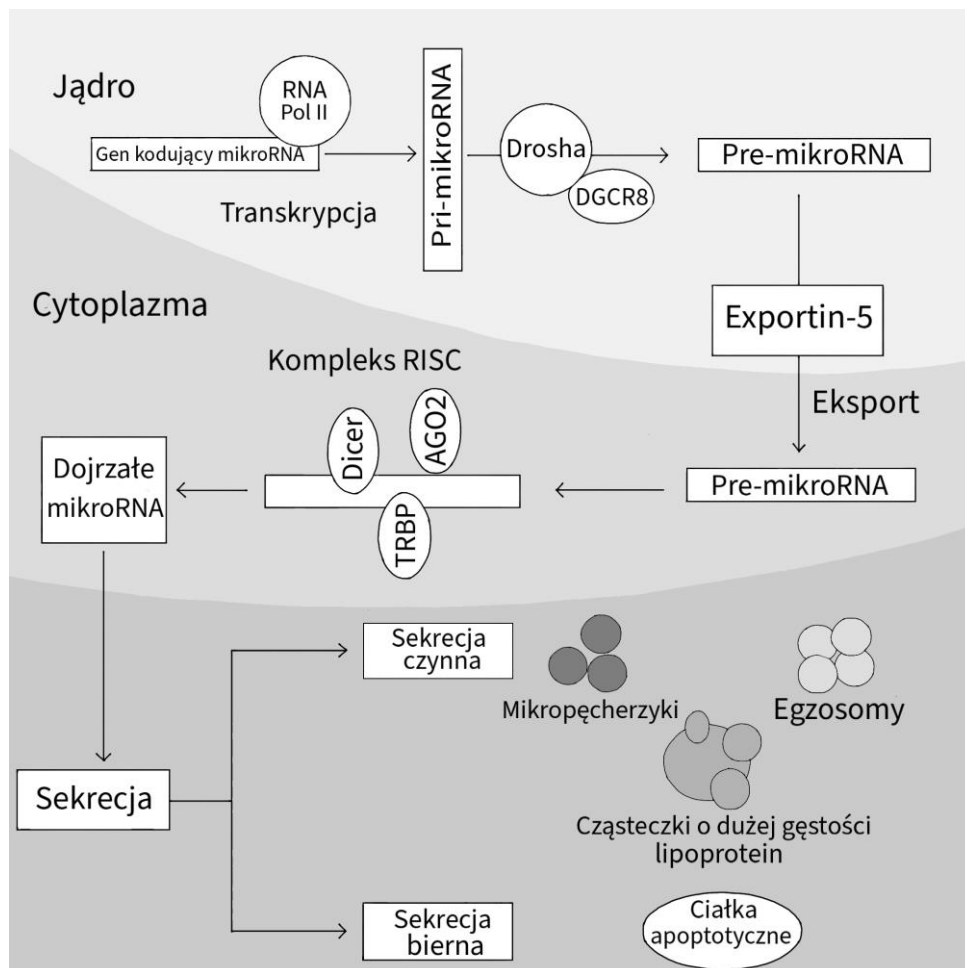 Jądro
RNA
Pol II
Gen kodujący mikroRNA
Transkrypcja
Pri-mikroRNA
Drosha
DGCR8
Pre-mikroRNA
Cytoplazma
Exportin-5
Eksport
Kompleks RISC
Dicer
AGO2
TRBP
Pre-mikroRNA
Dojrzałe
mikroRNA
Sekrecja
czynna
Mikropęcherzyki
Egzosomy
Sekrecja
Cząsteczki o dużej gęstości
lipoprotein
Sekrecja
bierna
Ciałka
apoptotyczne